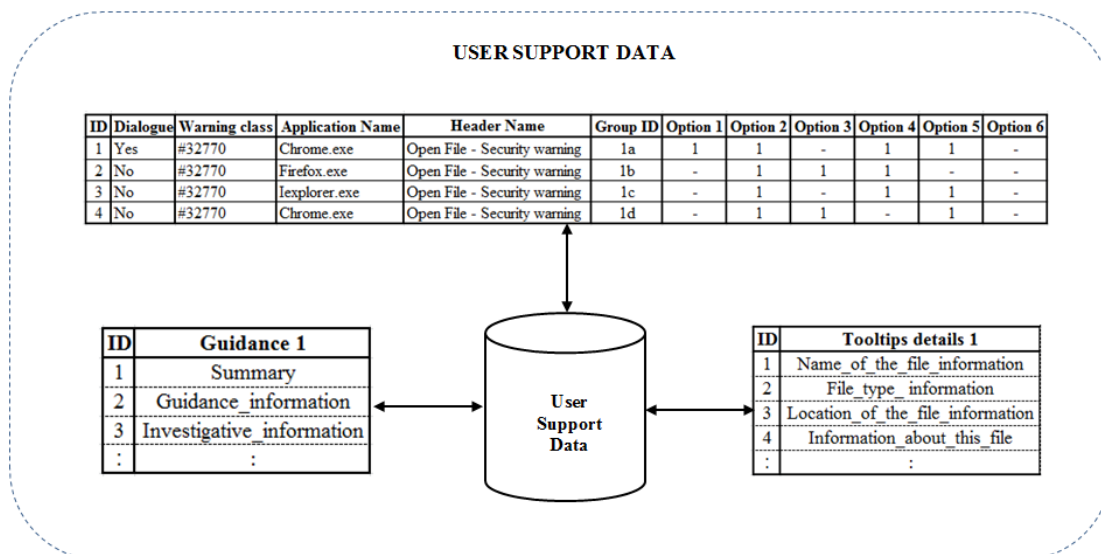 USER SUPPORT DATA
ID Dialogue Warning class Application Name Header Name Group ID Option 1 Option 2 Option 3 Option 4 Option 5 Option 6
1 Yes #32770 Chrome.exe Open File - Security warning 1a 1 1 - 1 1 -
2 No #32770 Firefox.exe Open File - Security warning 1b - 1 1 1 - -
3 No #32770 Iexplorer.exe Open File - Security warning 1c - 1 - 1 1 -
4 No #32770 Chrome.exe Open File - Security warning 1d - 1 1 - 1 -
ID Guidance 1
1 Summary
2 Guidance_information
3 Investigative_information
: :
User
Support
Data
ID Tooltips details 1
1 Name_of_the_file_information
2 File_type_ information
3 Location_of_the_file_information
4 Information_about_this_file
: :